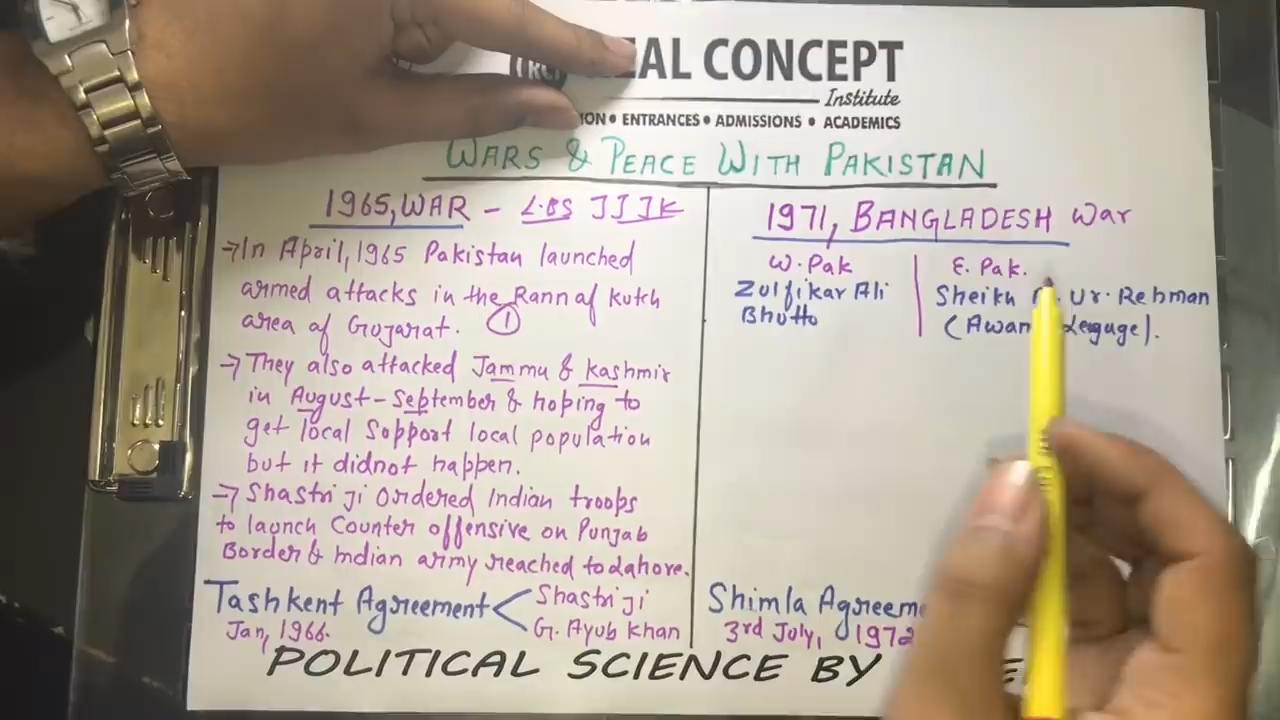 EAL CONCEPT
Institute
ION • ENTRANCES • ADMISSIONS • ACADEMICS
WARS & PEACE WITH PAKISTAN
1965, WAR - L.BS JJJK
→ In April, 1965 Pakistan launched
armed attacks in the Rann of Kutch
area of Gujarat. 1
→ They also attacked Jammu & kashmir
in August - September & hoping to
get local Support local population
but it didnot happen.
→ Shastri Ji Ordered Indian troops
to launch Counter offensive on Punjab
Border & Indian army reached to Lahore.
Tashkent Agreement < Shastri Ji
Jan, 1966. G. Ayub Khan
1971, BANGLADESH War
W. Pak E. Pak.
Zulfikar Ali
Bhutto
Sheikh Ur. Rehman
(Awam Leguge).
Shimla Agreeme
3rd July, 1972
POLITICAL SCIENCE BY